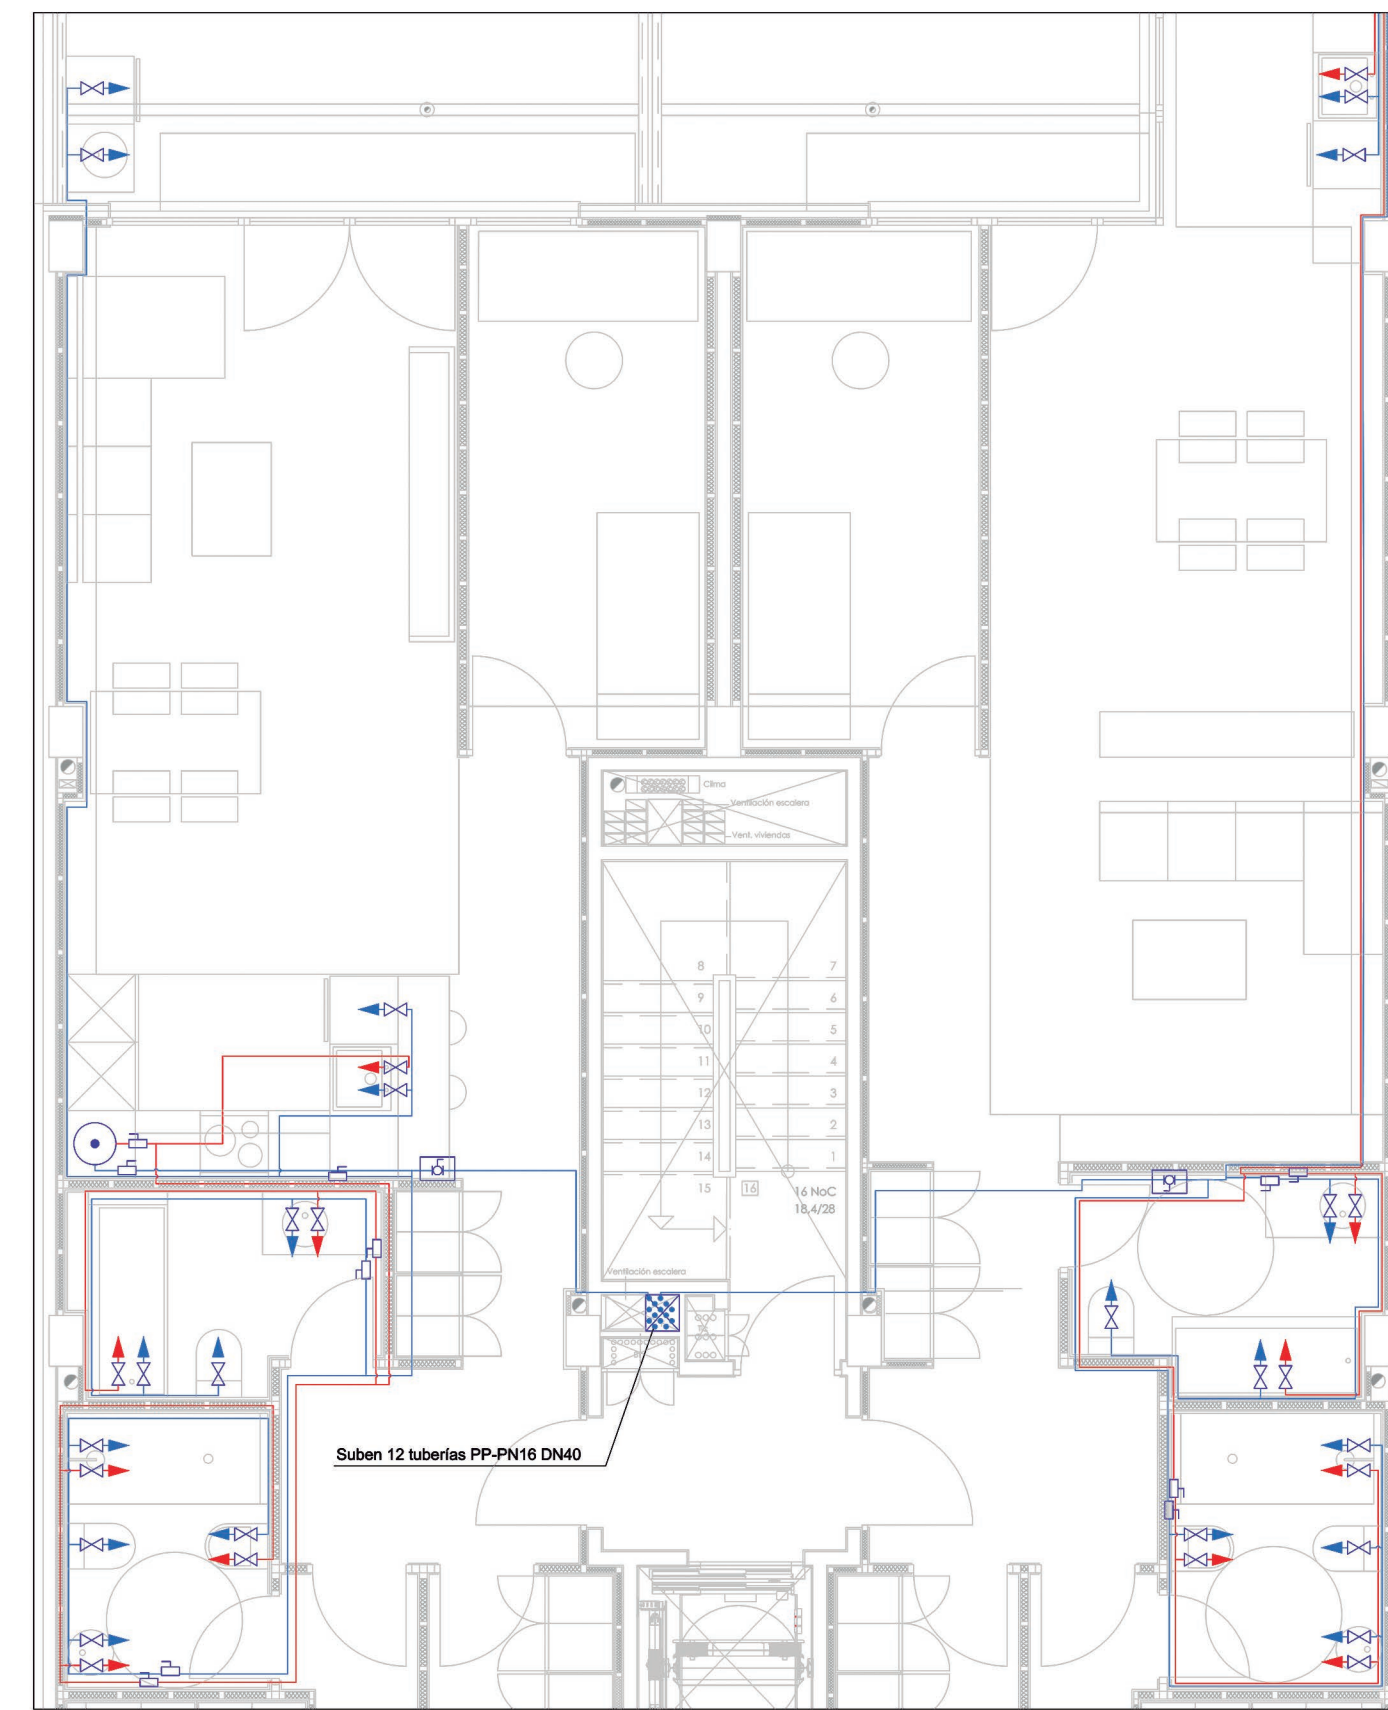 Clima
Ventilación escalera
Vent. viviendas
8 7
9 6
10 5
11 4
12 3
13 2
14 1
15 16 16 NoC
18,4/28
Ventilación escalera
Suben 12 tuberías PP-PN16 DN40